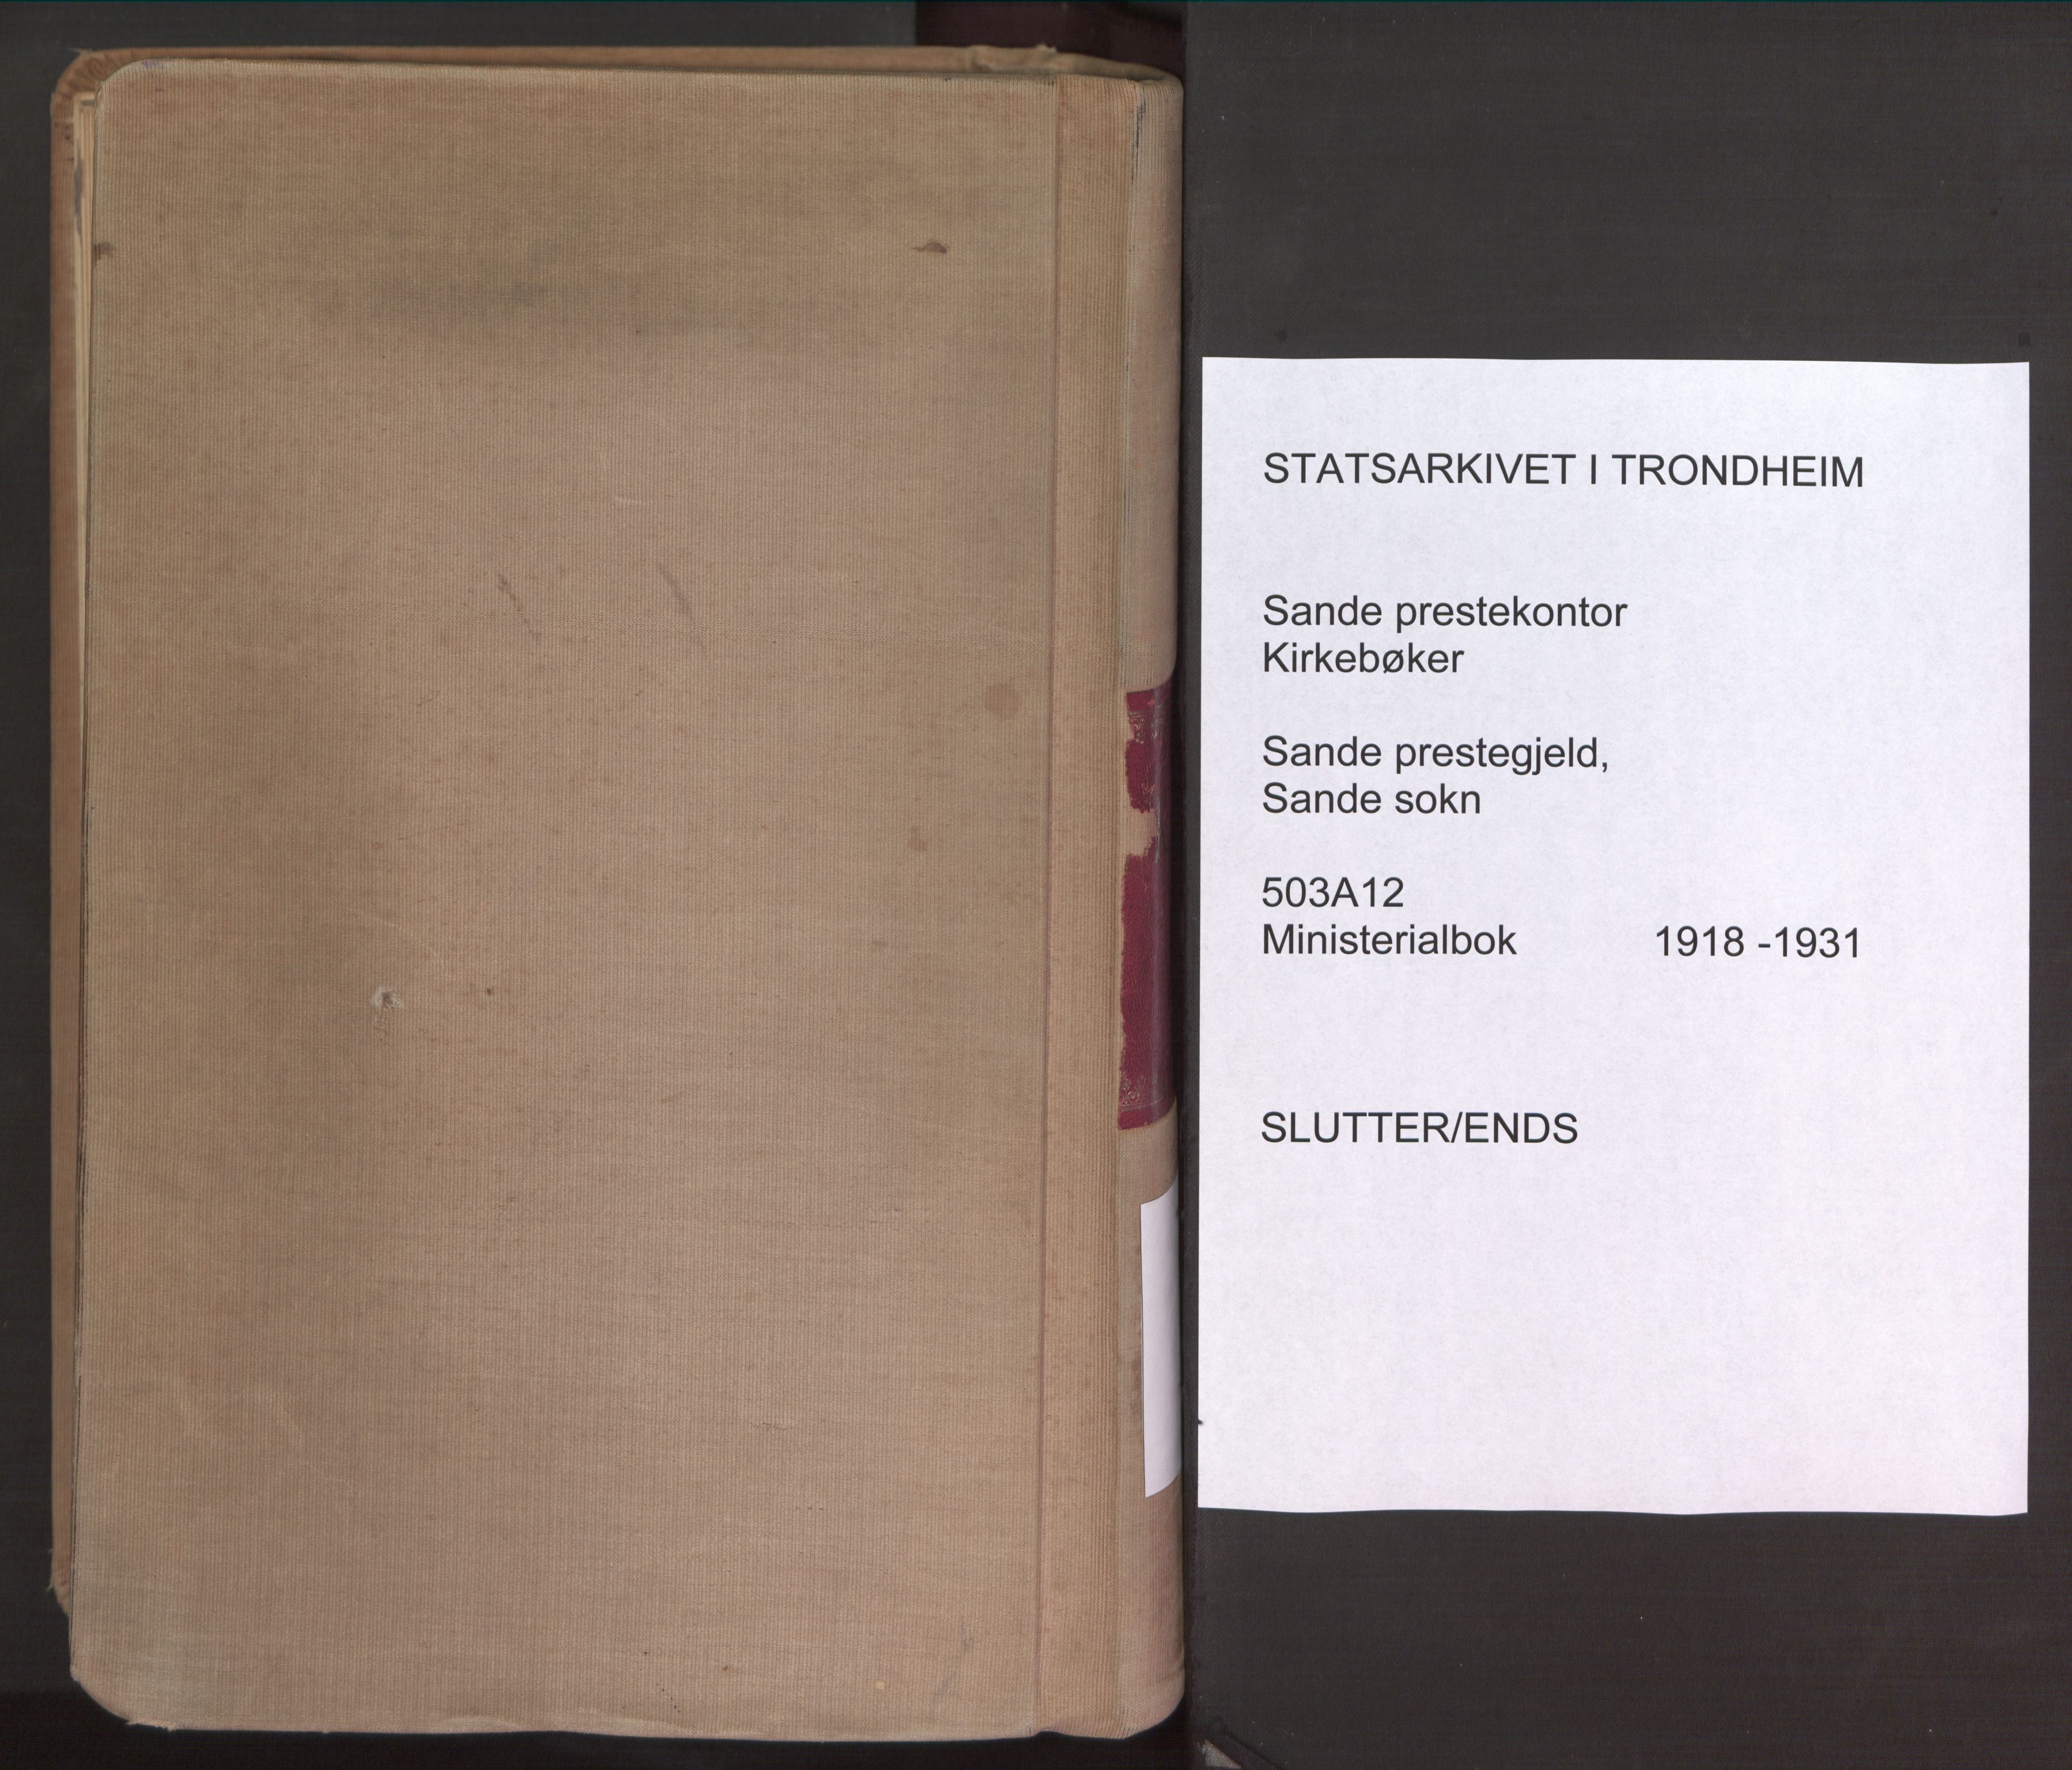 STATSARKIVET I TRONDHEIM
Sande prestekontor
Kirkebøker
Sande prestegjeld,
Sande sokn
503A12
Ministerialbok 1918 -1931
SLUTTER/ENDS